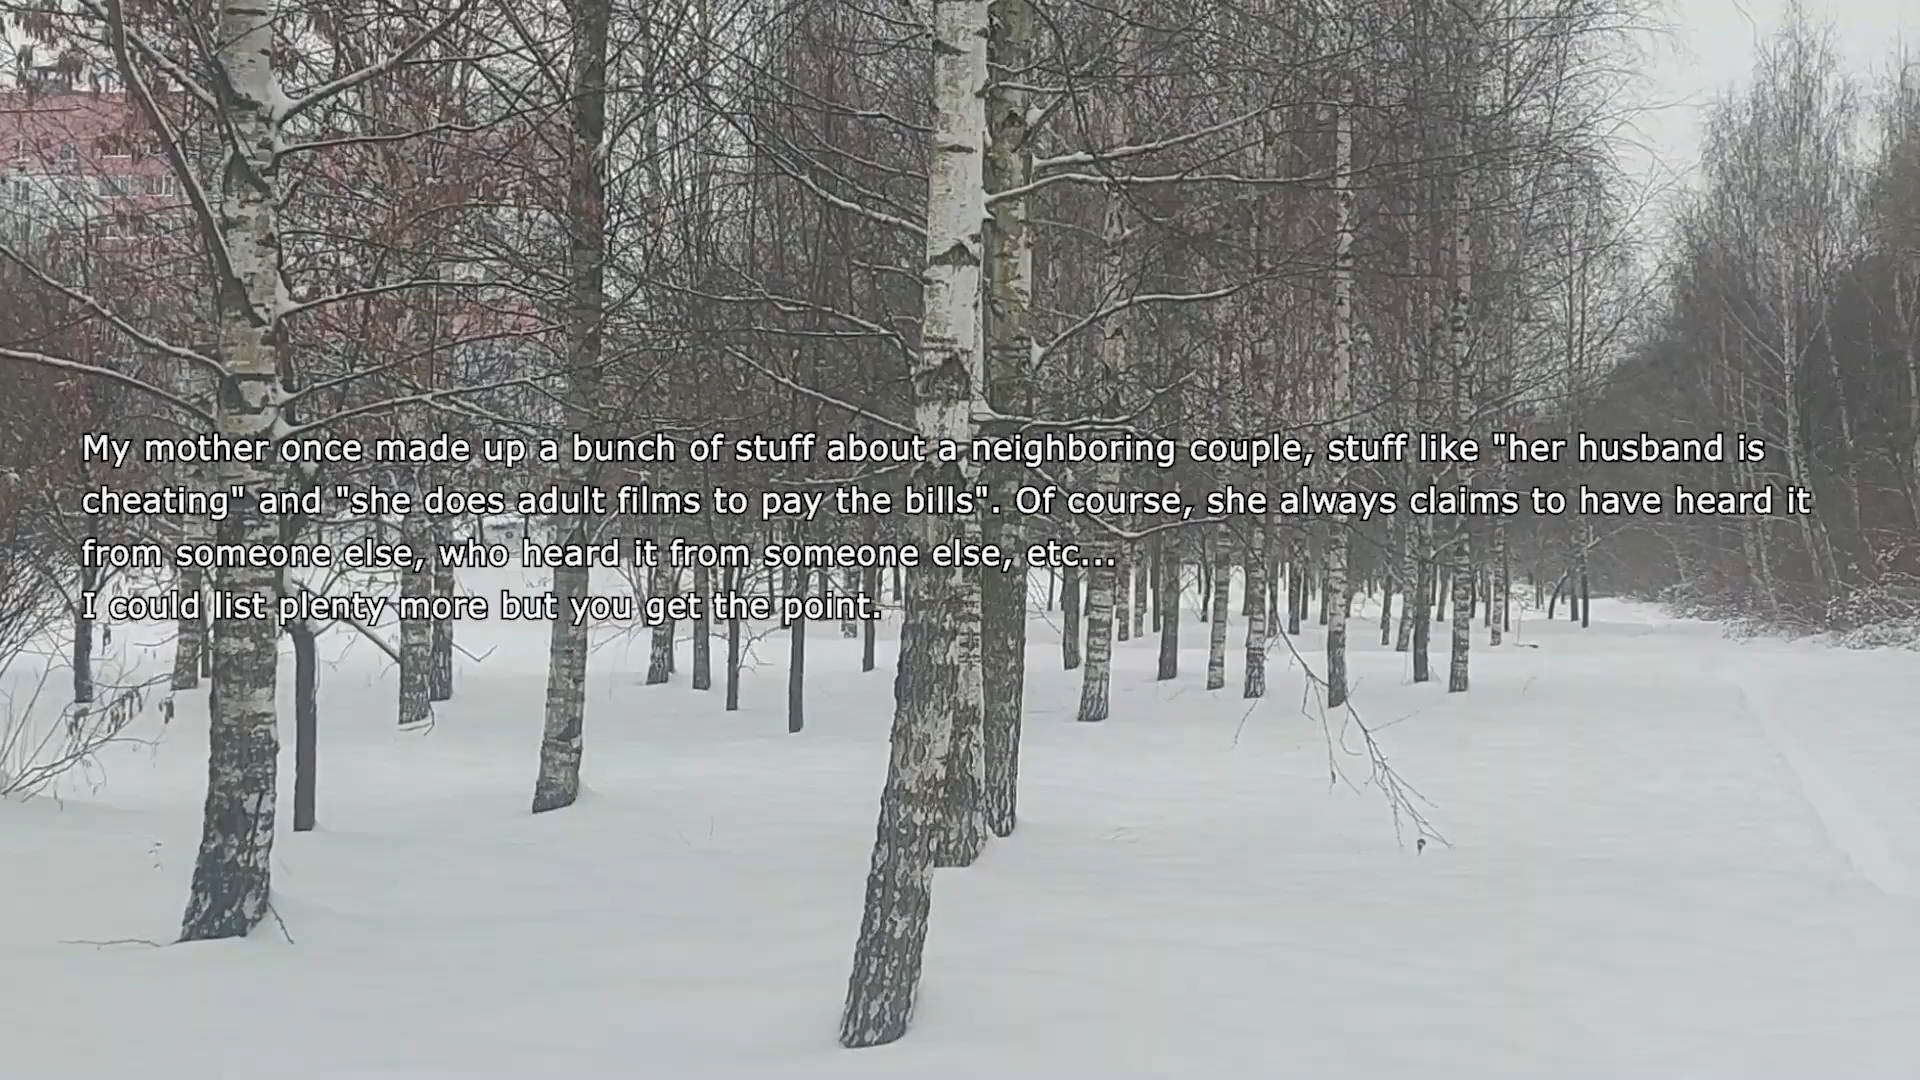 My mother once made up a bunch of stuff about a neighboring couple, stuff like "her husband is
cheating" and "she does adult films to pay the bills". Of course, she always claims to have heard it
from someone else, who heard it from someone else, etc...
I could list plenty more but you get the point.